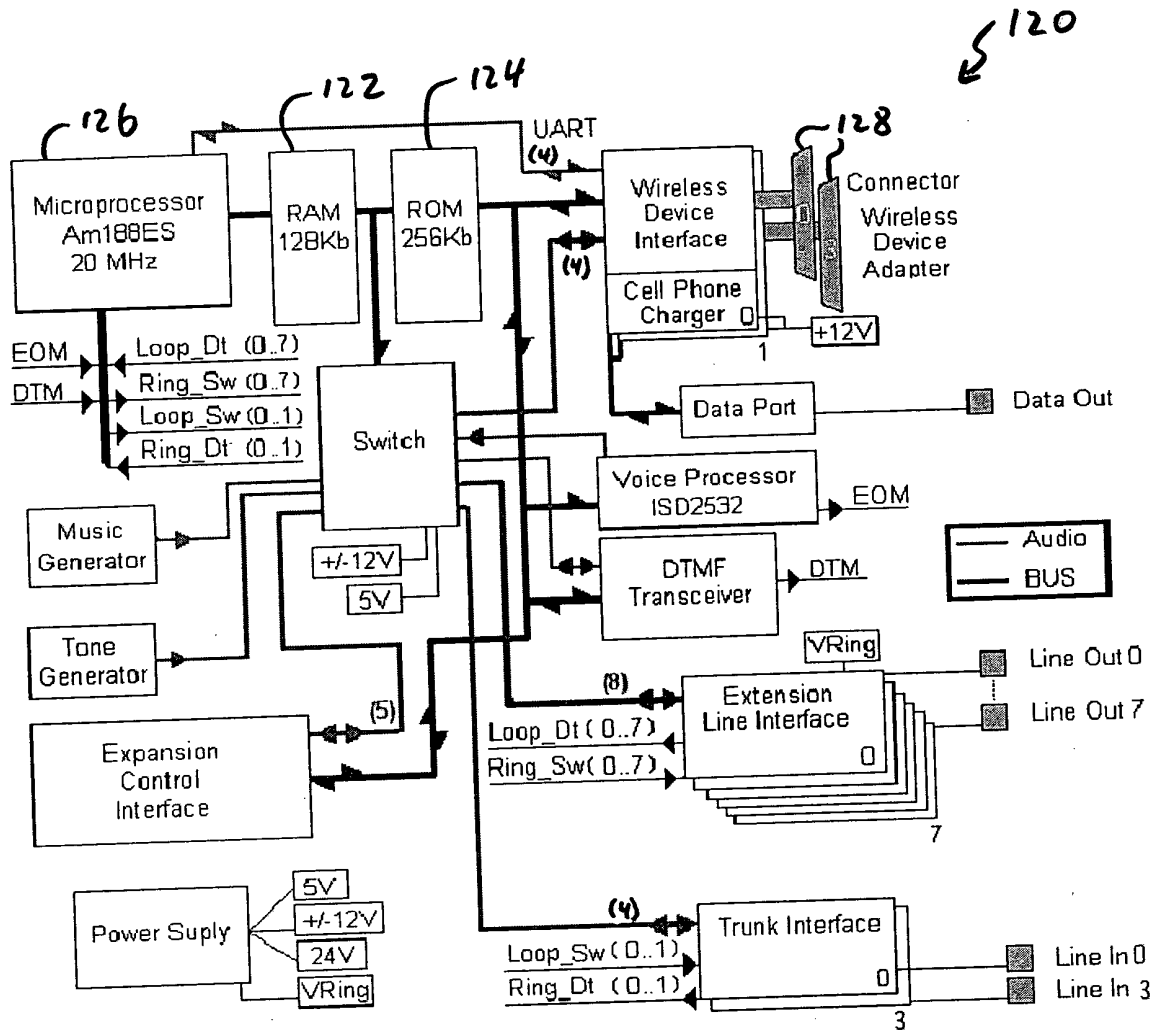 120
126
122
124
128
UART
(4)
Microprocessor
Am188ES
20 MHz
RAM
128Kb
ROM
256Kb
Wireless
Device
Interface
Cell Phone
Charger
0
1
Connector
Wireless
Device
Adapter
+12V
(4)
EOM
DTM
Loop_Dt (0..7)
Ring_Sw (0..7)
Loop_Sw (0..1)
Ring_Dt (0..1)
Switch
Data Port
Data Out
Voice Processor
ISD2532
EOM
Music
Generator
+/-12V
5V
DTMF
Transceiver
DTM
Audio
BUS
Tone
Generator
VRing
Line Out 0
Line Out 7
(8)
Extension
Line Interface
0
7
Loop_Dt ( 0..7)
Ring_Sw( 0..7)
(5)
Expansion
Control
Interface
Power Suply
5V
+/-12V
24V
VRing
(4)
Trunk Interface
0
3
Loop_Sw ( 0..1)
Ring_Dt ( 0..1)
Line In 0
Line In 3